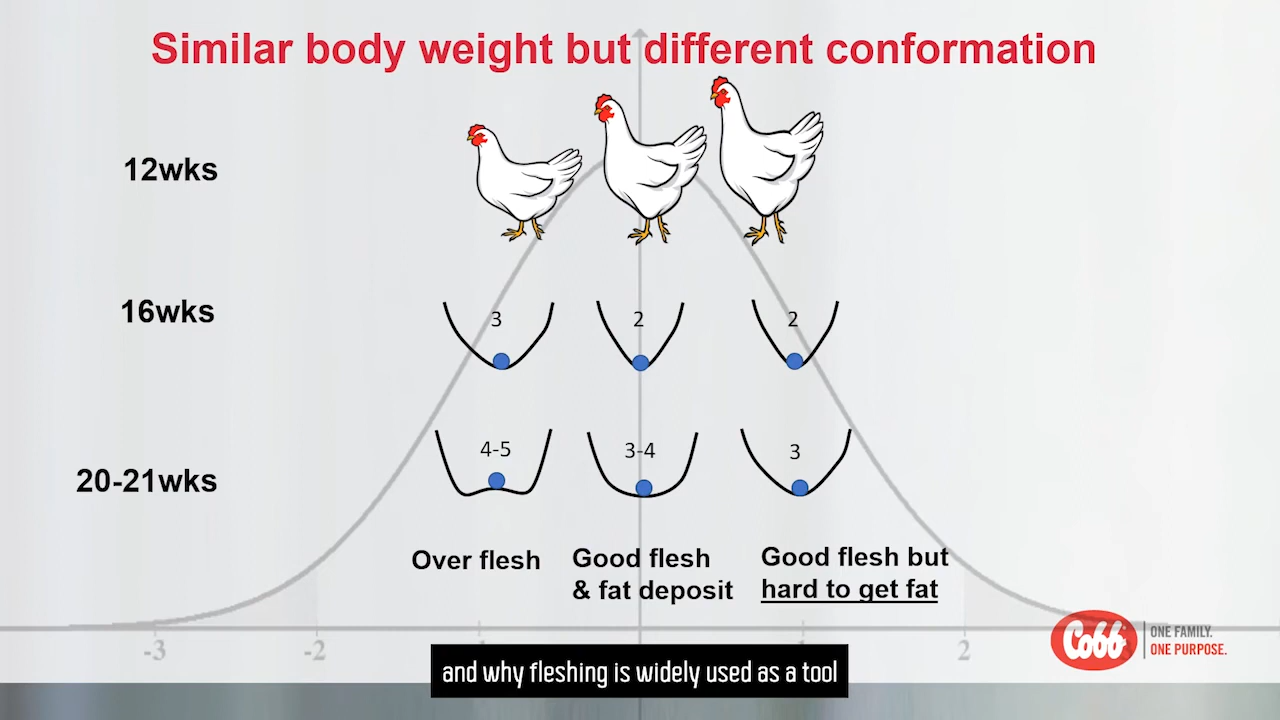 Similar body weight but different conformation
12wks
16wks
3
2
2
20-21wks
4-5
3-4
3
Over flesh
Good flesh
& fat deposit
Good flesh but
hard to get fat
-3
-2
2
Cobb
ONE FAMILY.
ONE PURPOSE.
and why fleshing is widely used as a tool